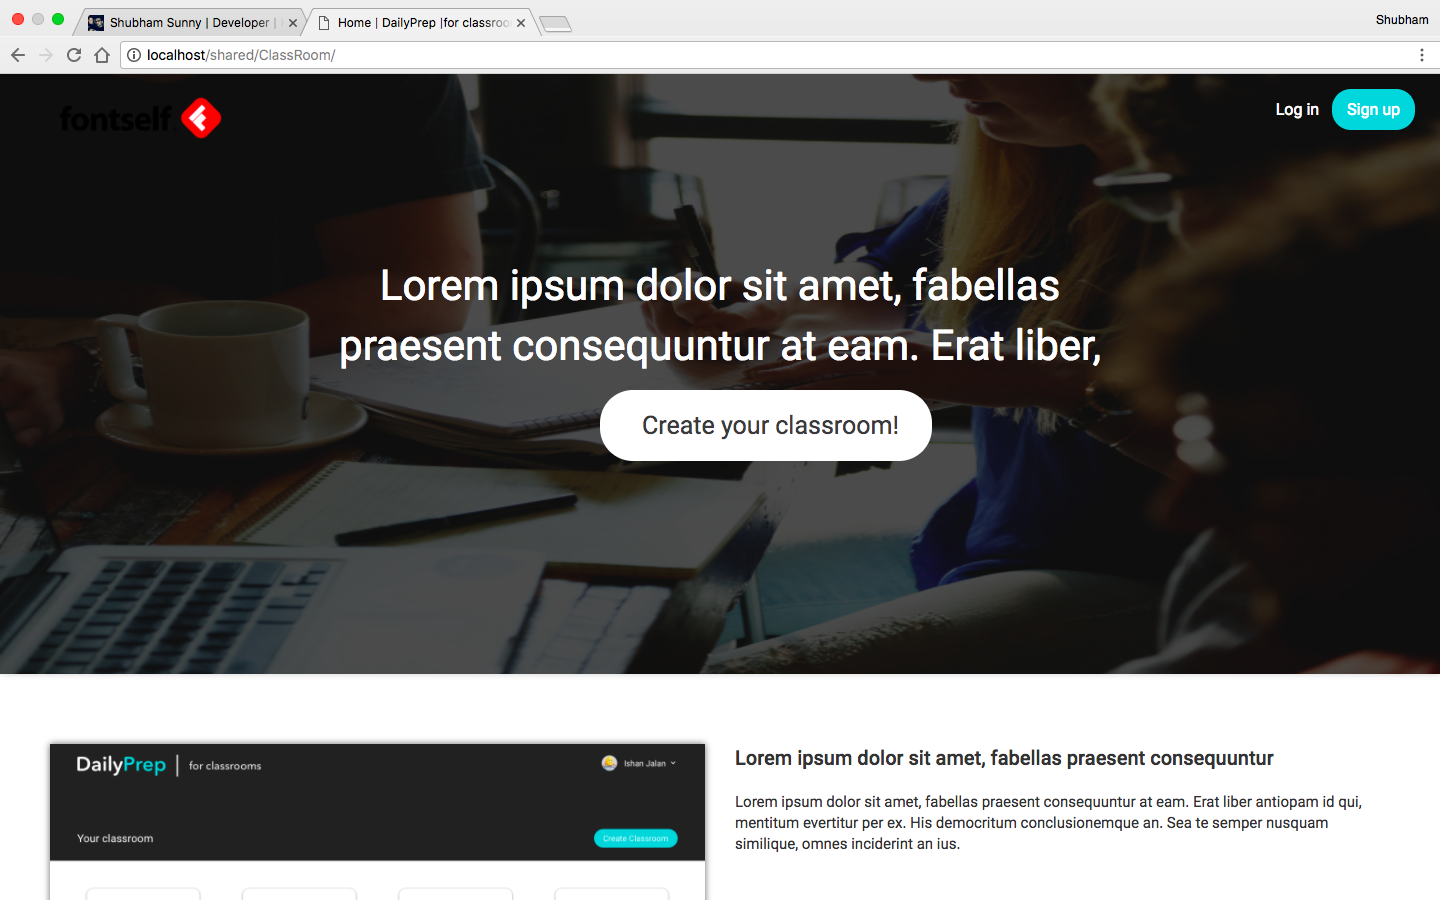 Shubham Sunny | Developer |
Home | DailyPrep |for classroo
Shubham
localhost/shared/ClassRoom/
fontself
Log in
Sign up
Lorem ipsum dolor sit amet, fabellas
praesent consequuntur at eam. Erat liber,
Create your classroom!
DailyPrep | for classrooms
Ishan Jalan
Your classroom
Create Classroom
Lorem ipsum dolor sit amet, fabellas praesent consequuntur
Lorem ipsum dolor sit amet, fabellas praesent consequuntur at eam. Erat liber antiopam id qui,
mentitum evertitur per ex. His democritum conclusionemque an. Sea te semper nusquam
similique, omnes inciderint an ius.